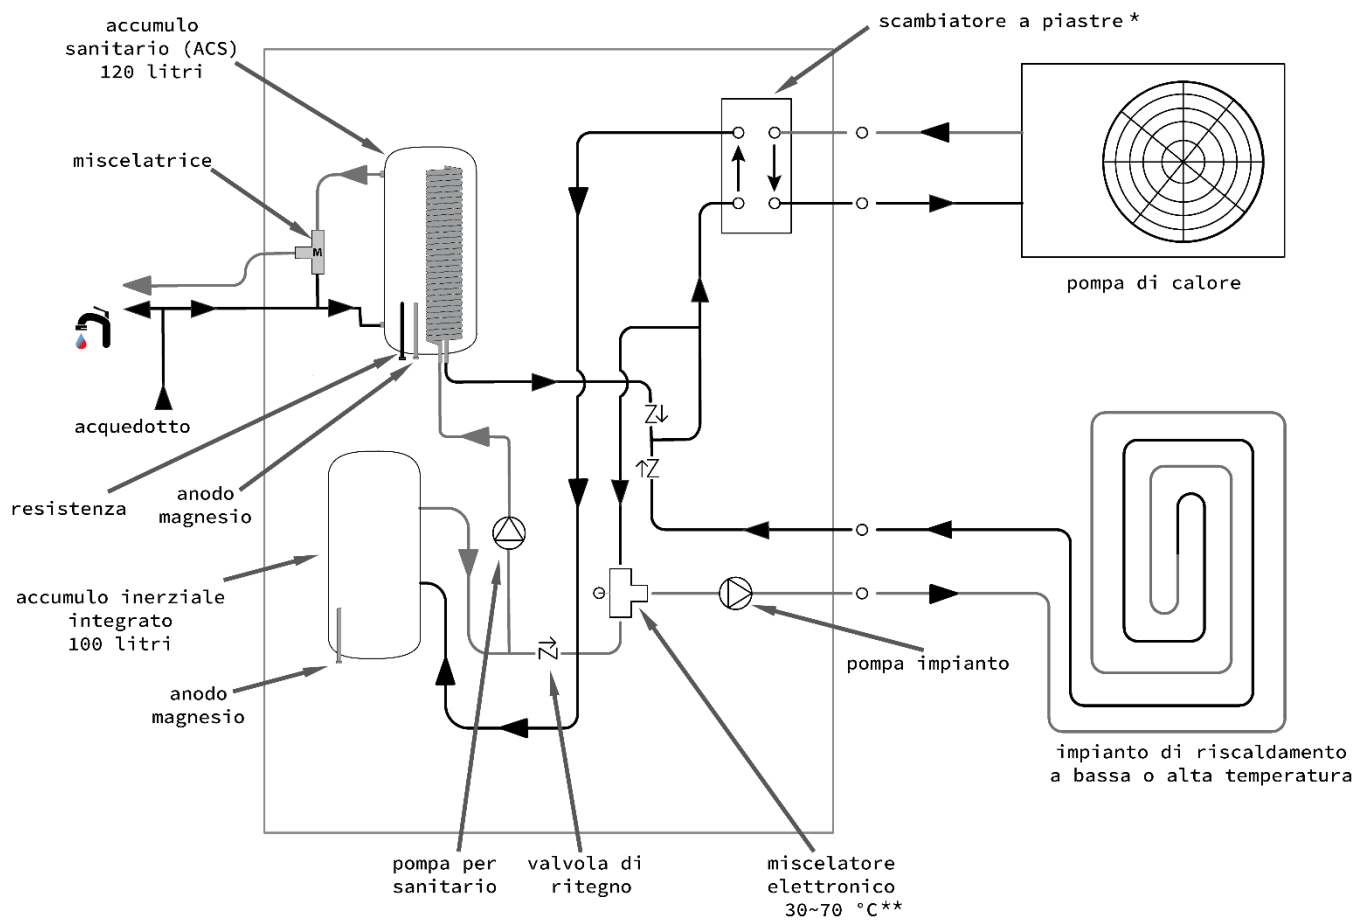 accumulo
sanitario (ACS)
120 litri
scambiatore a piastre *
miscelatrice
M
pompa di calore
acquedotto
resistenza
anodo
magnesio
accumulo inerziale
integrato
100 litri
anodo
magnesio
pompa impianto
impianto di riscaldamento
a bassa o alta temperatura
pompa per
sanitario
valvola di
ritegno
miscelatore
elettronico
30~70 °C**